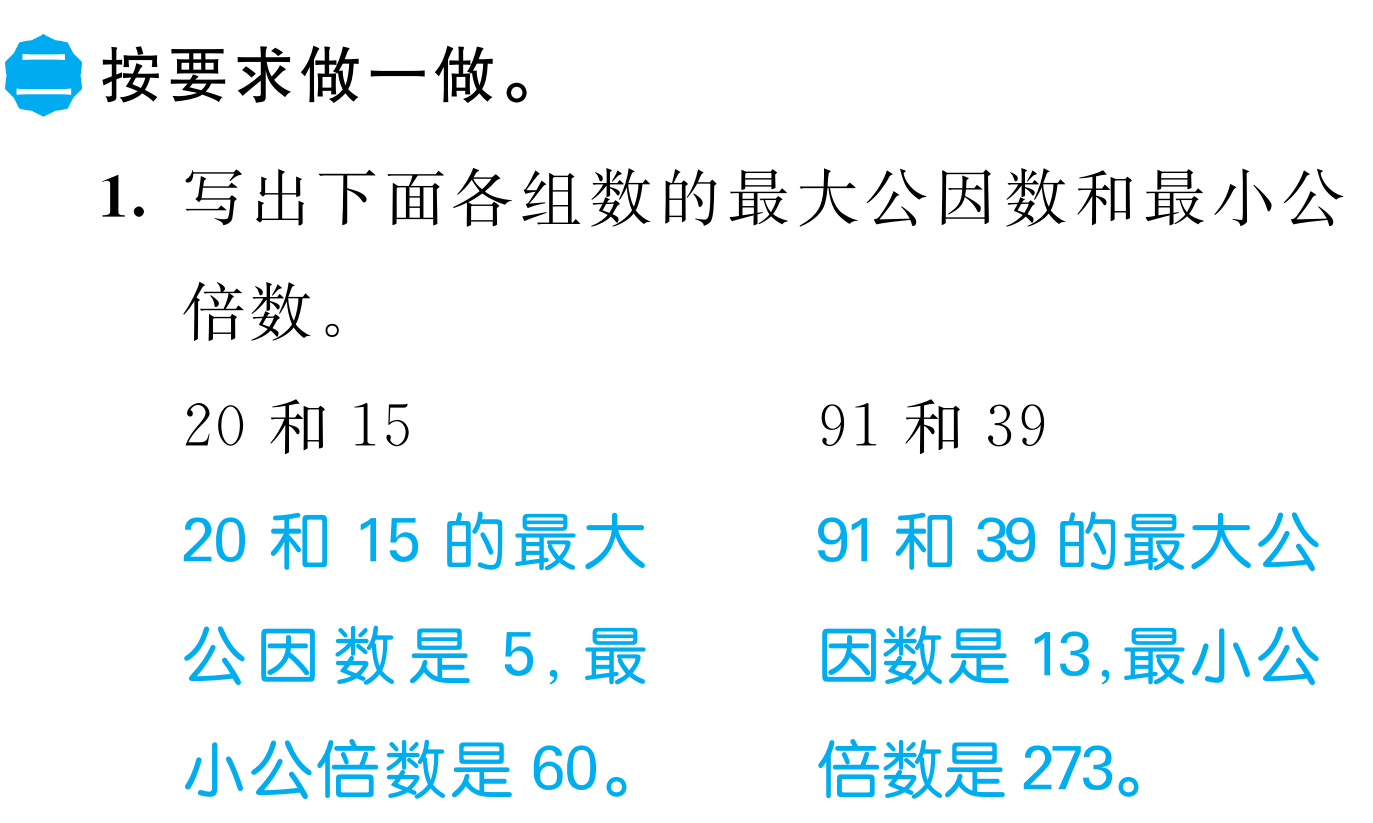 二 按要求做一做。
1. 写出下面各组数的最大公因数和最小公
倍数。
20 和 15
91 和 39
20 和 15 的最大
公因数是 5,最
小公倍数是 60。
91 和 39 的最大公
因数是 13,最小公
倍数是 273。